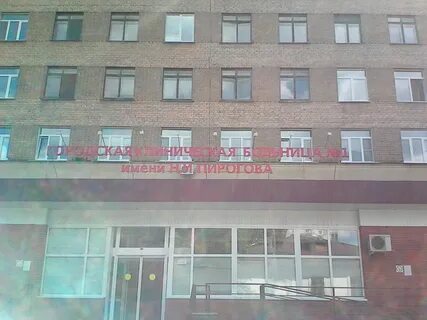 ГОРОДСКАЯ КЛИНИЧЕСКАЯ БОЛЬНИЦА №1
имени Н.И.ПИРОГОВА